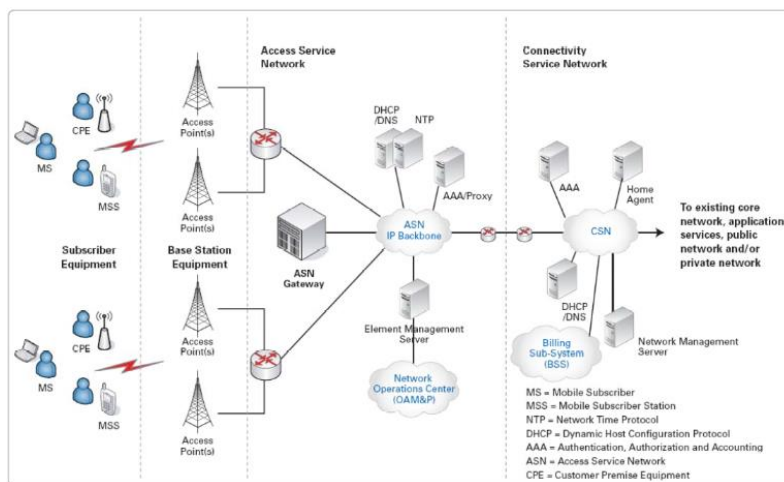 Access Service
Network
Connectivity
Service Network
CPE
MS
MSS
Access
Point(s)
Access
Point(s)
DHCP
/DNS
NTP
AAA/Proxy
ASN
IP Backbone
AAA
Home
Agent
CSN
To existing core
network, application
services, public
network and/or
private network
Subscriber
Equipment
Base Station
Equipment
ASN
Gateway
Element Management
Server
Network
Operations Center
(OAM&P)
DHCP
/DNS
Billing
Sub-System
(BSS)
Network Management
Server
CPE
MS
MSS
Access
Point(s)
Access
Point(s)
MS = Mobile Subscriber
MSS = Mobile Subscriber Station
NTP = Network Time Protocol
DHCP = Dynamic Host Configuration Protocol
AAA = Authentication, Authorization and Accounting
ASN = Access Service Network
CPE = Customer Premise Equipment